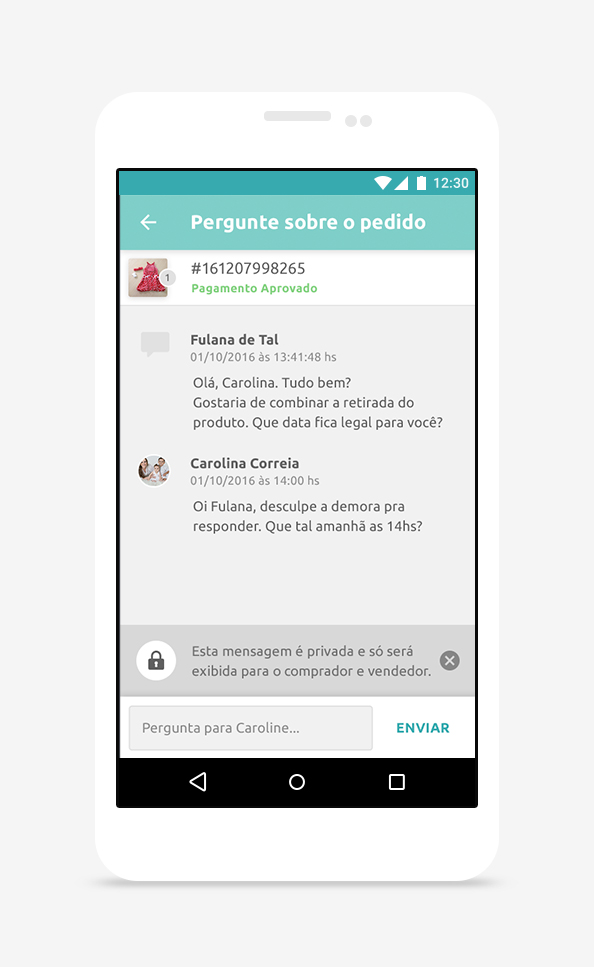 12:30
Pergunte sobre o pedido
#161207998265
1
Pagamento Aprovado
Fulana de Tal
01/10/2016 às 13:41:48 hs
Olá, Carolina. Tudo bem?
Gostaria de combinar a retirada do
produto. Que data fica legal para você?
Carolina Correia
01/10/2016 às 14:00 hs
Oi Fulana, desculpe a demora pra
responder. Que tal amanhã as 14hs?
Esta mensagem é privada e só será
exibida para o comprador e vendedor.
Pergunta para Caroline...
ENVIAR